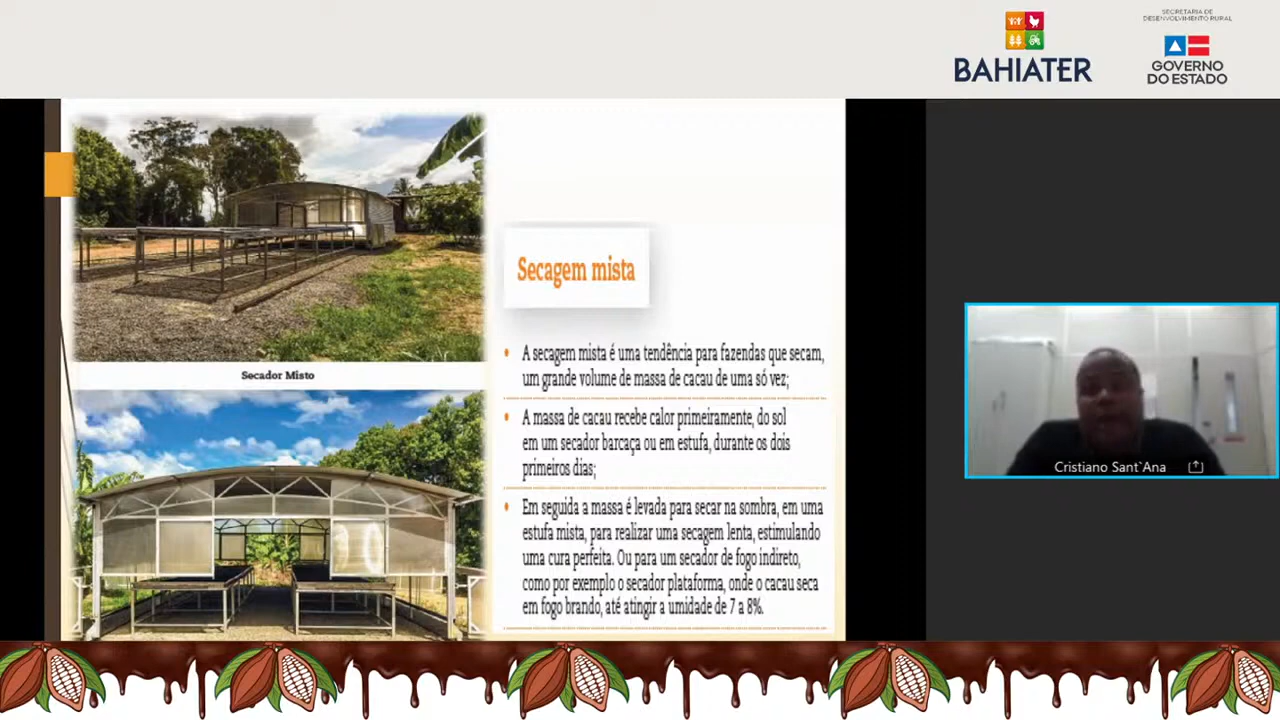 BAHIATER
SECRETARIA DE
DESENVOLVIMENTO RURAL
GOVERNO
DO ESTADO
Secador Misto
Secagem mista
• A secagem mista é uma tendência para fazendas que secam,
um grande volume de massa de cacau de uma só vez;
• A massa de cacau recebe calor primeiramente, do sol
em um secador barcaça ou em estufa, durante os dois
primeiros dias;
• Em seguida a massa é levada para secar na sombra, em uma
estufa mista, para realizar uma secagem lenta, estimulando
uma cura perfeita. Ou para um secador de fogo indireto,
como por exemplo o secador plataforma, onde o cacau seca
em fogo brando, até atingir a umidade de 7 a 8%.
Cristiano Sant`Ana